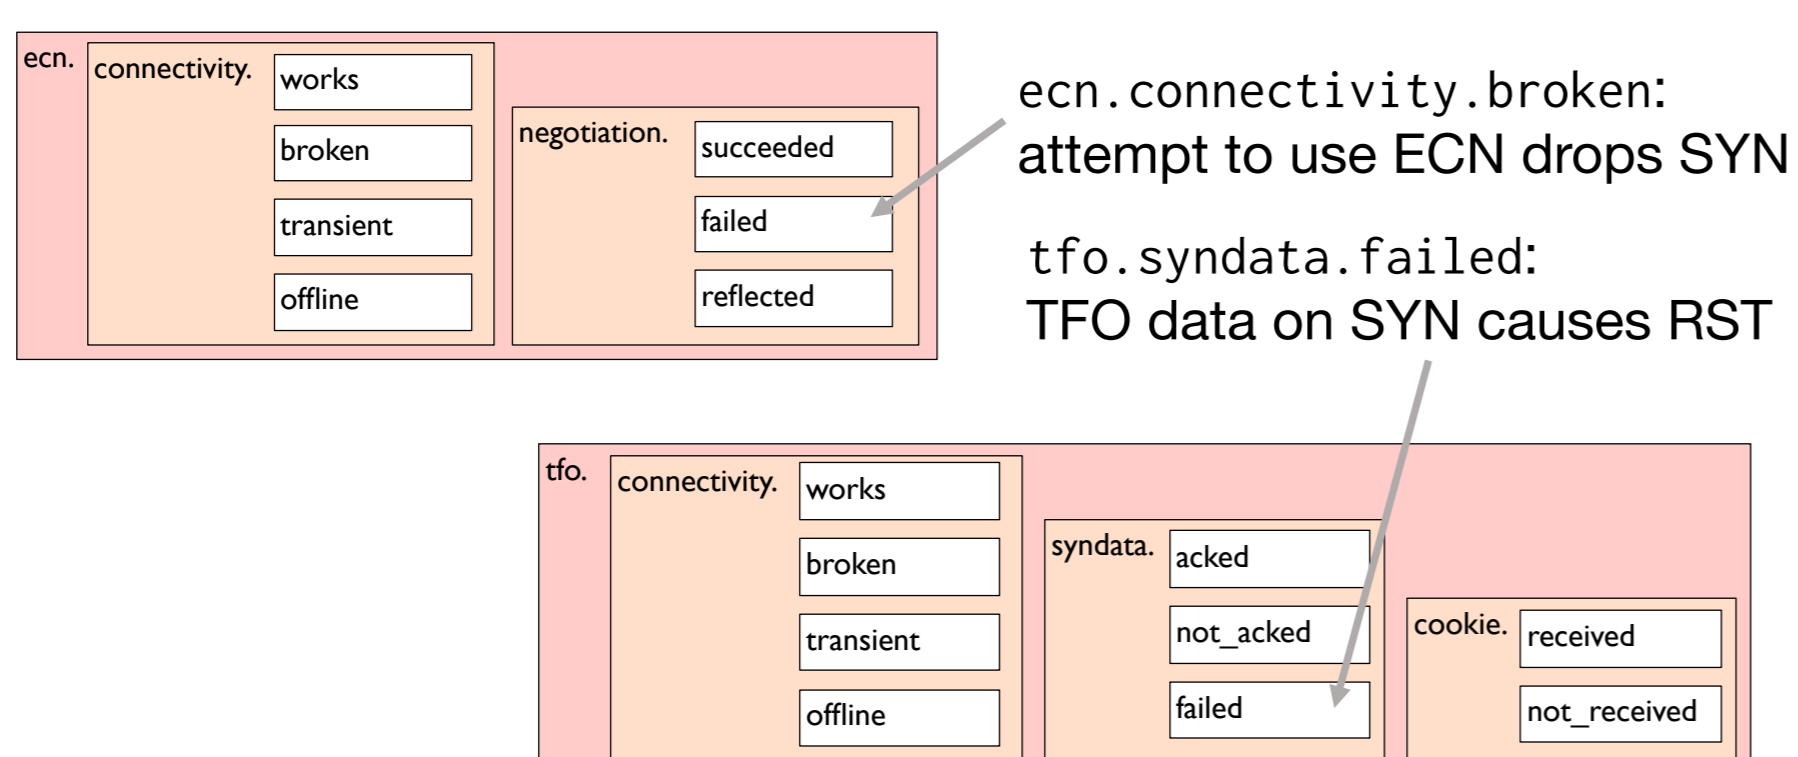 ecn.
connectivity.
works
broken
transient
offline
negotiation.
succeeded
failed
reflected
ecn.connectivity.broken:
attempt to use ECN drops SYN
tfo.syndata.failed:
TFO data on SYN causes RST
tfo.
connectivity.
works
broken
transient
offline
syndata.
acked
not_acked
failed
cookie.
received
not_received